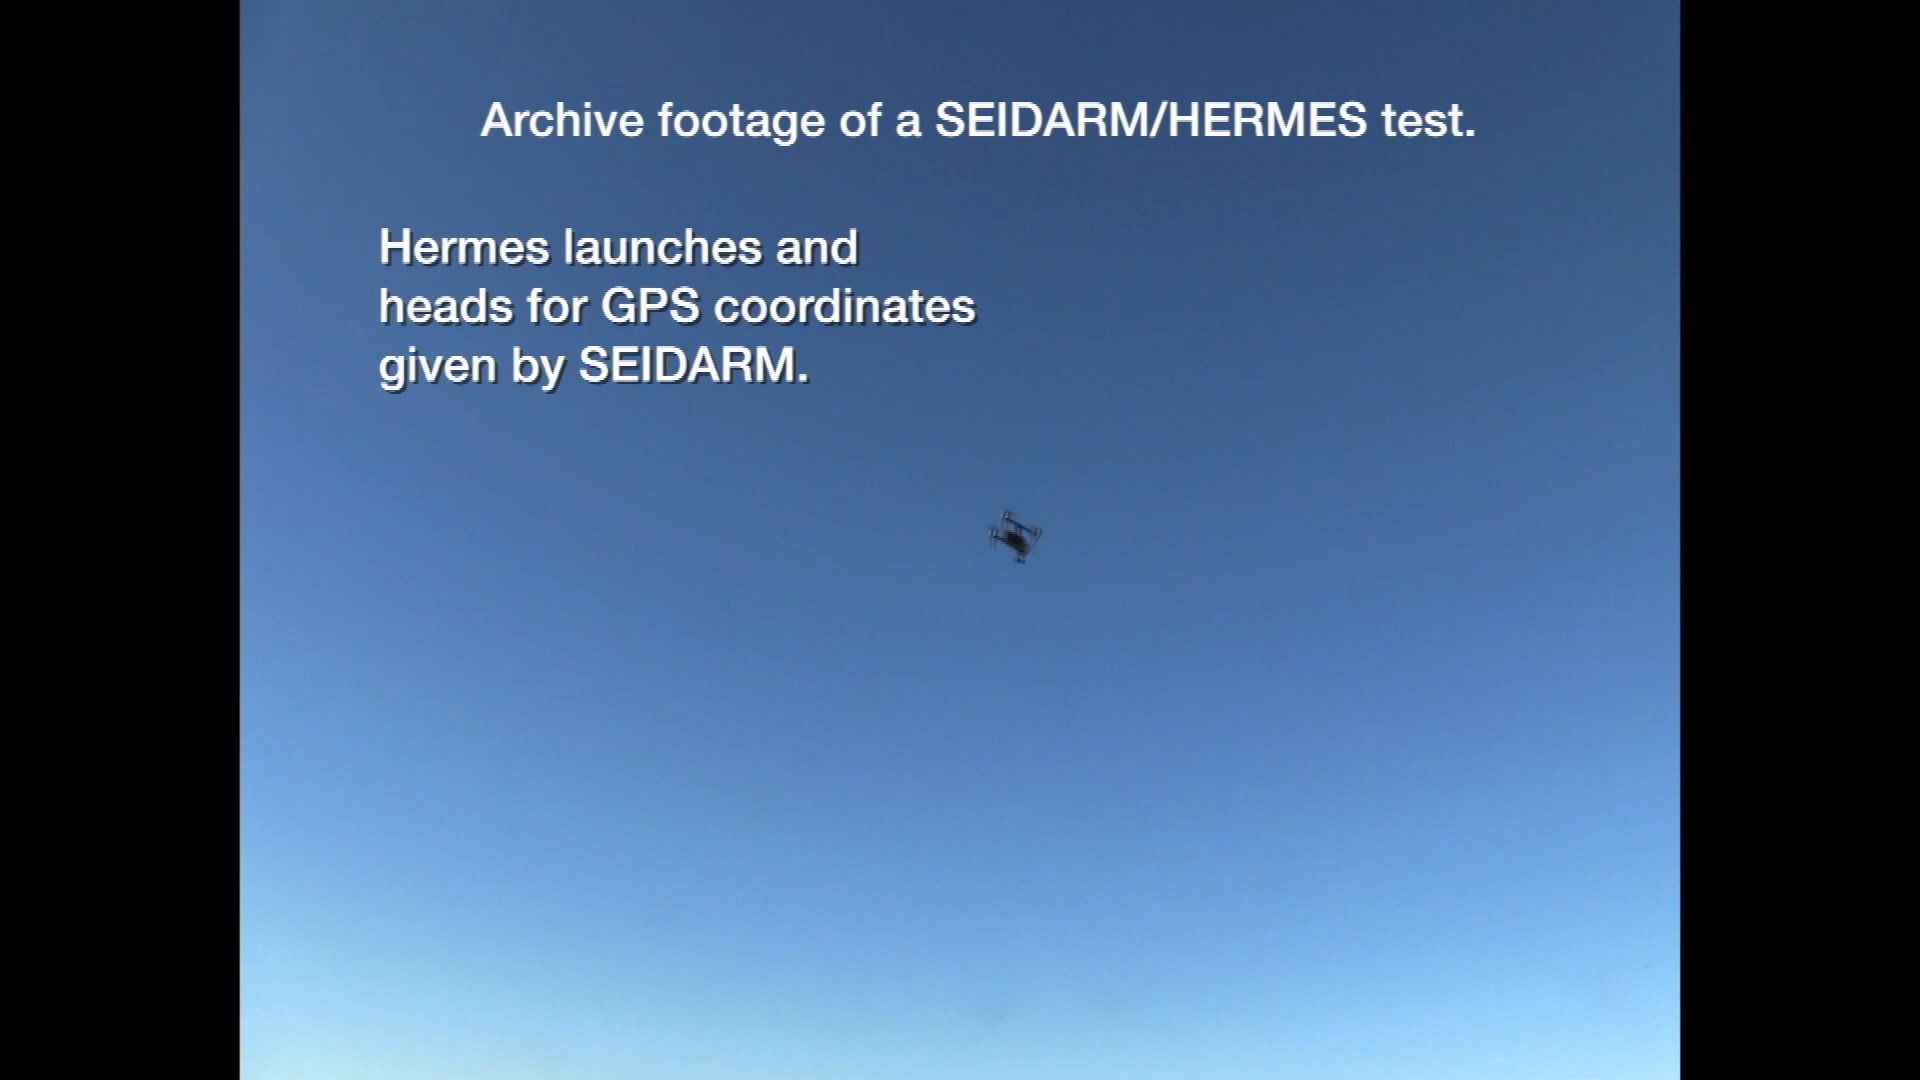 Archive footage of a SEIDARM/HERMES test.
Hermes launches and
heads for GPS coordinates
given by SEIDARM.